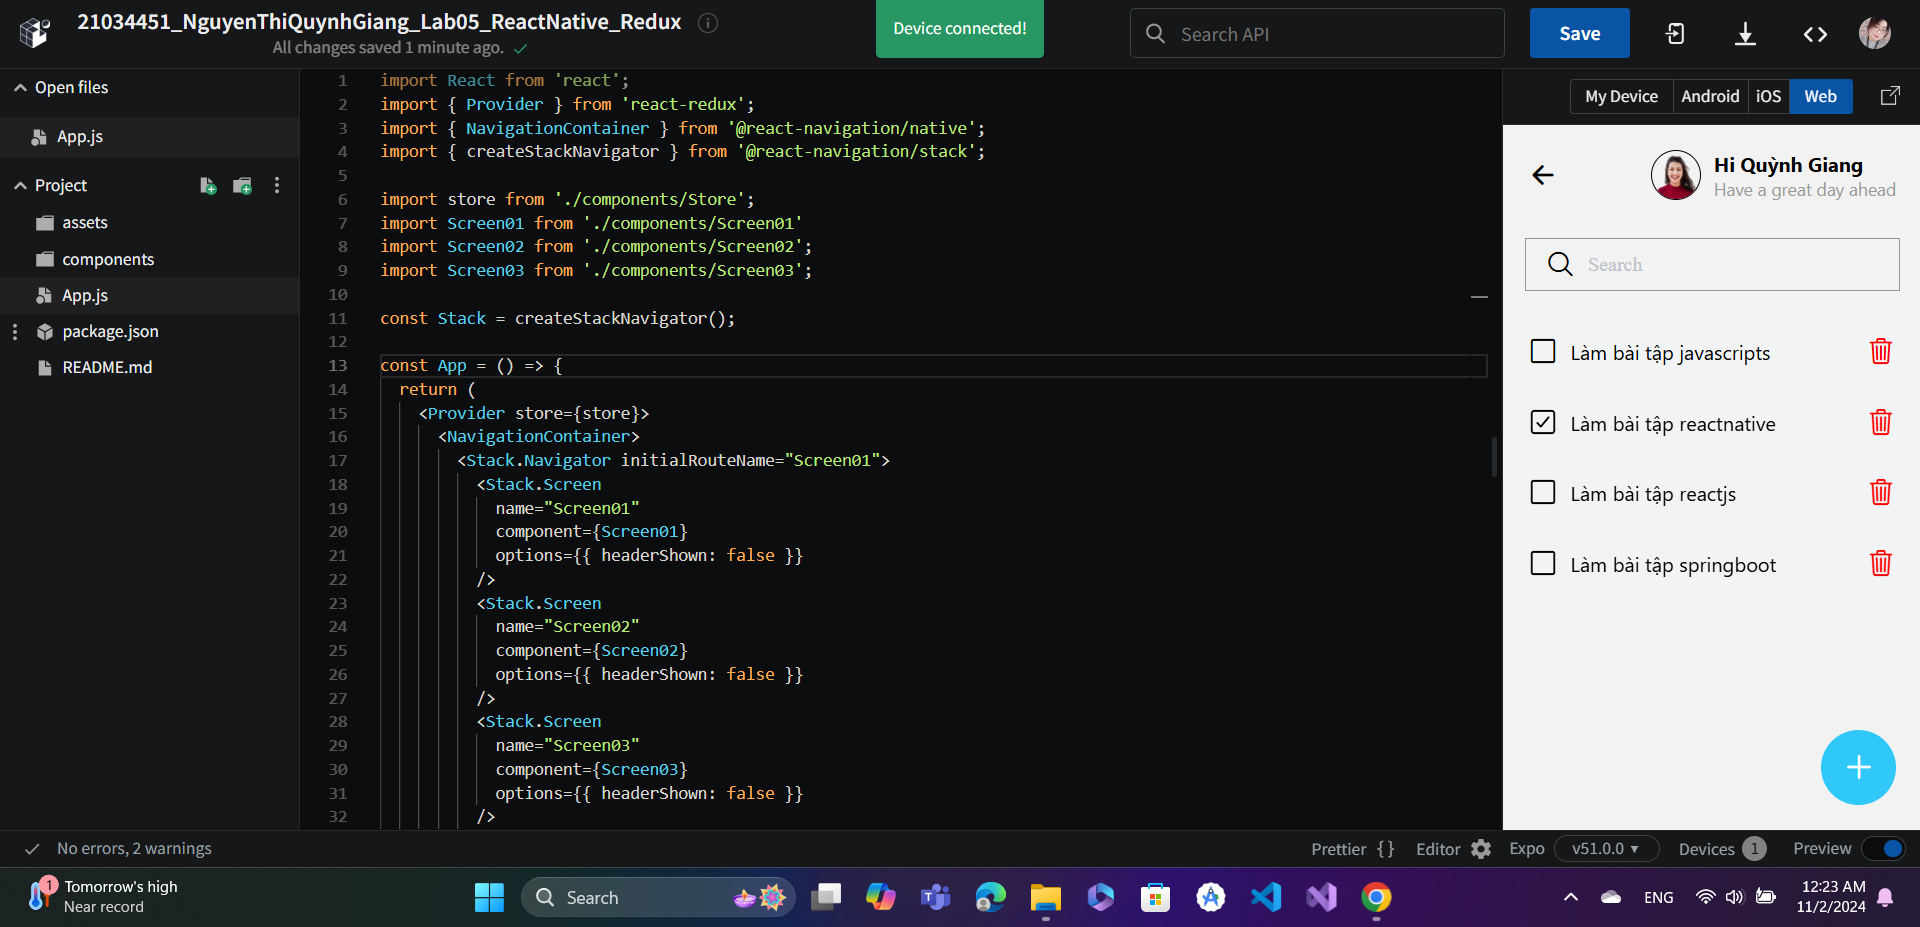 21034451_NguyenThiQuynhGiang_Lab05_ReactNative_Redux
All changes saved 1 minute ago.
Device connected!
Search API
Save
Open files
App.js
Project
assets
components
App.js
package.json
README.md
1 import React from 'react';
2 import { Provider } from 'react-redux';
3 import { NavigationContainer } from '@react-navigation/native';
4 import { createStackNavigator } from '@react-navigation/stack';
5
6 import store from './components/Store';
7 import Screen01 from './components/Screen01'
8 import Screen02 from './components/Screen02';
9 import Screen03 from './components/Screen03';
10
11 const Stack = createStackNavigator();
12
13 const App = () => {
14 return (
15 <Provider store={store}>
16 <NavigationContainer>
17 <Stack.Navigator initialRouteName="Screen01">
18 <Stack.Screen
19 name="Screen01"
20 component={Screen01}
21 options={{ headerShown: false }}
22 />
23 <Stack.Screen
24 name="Screen02"
25 component={Screen02}
26 options={{ headerShown: false }}
27 />
28 <Stack.Screen
29 name="Screen03"
30 component={Screen03}
31 options={{ headerShown: false }}
32 />
My Device Android iOS Web
Hi Quỳnh Giang
Have a great day ahead
Search
Làm bài tập javascripts
Làm bài tập reactnative
Làm bài tập reactjs
Làm bài tập springboot
No errors, 2 warnings
Prettier {} Editor Expo v51.0.0 Devices 1 Preview
1
Tomorrow's high
Near record
Search
ENG
12:23 AM
11/2/2024